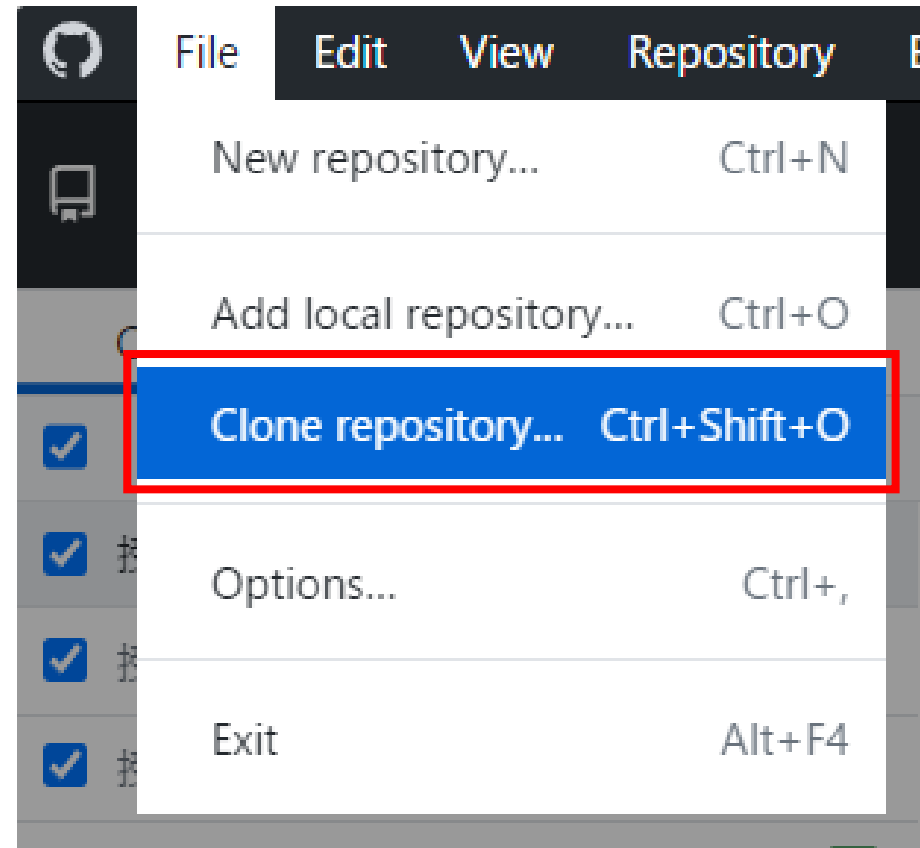 File Edit View Repository
New repository... Ctrl+N
Add local repository... Ctrl+O
Clone repository... Ctrl+Shift+O
Options... Ctrl+,
Exit Alt+F4